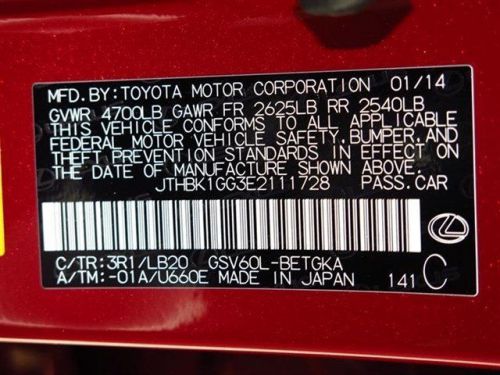 MFD.BY:TOYOTA MOTOR CORPORATION 01/14
GVWR 4700LB GAWR FR 2625LB RR 2540LB
THIS VEHICLE CONFORMS TO ALL APPLICABLE
FEDERAL MOTOR VEHICLE SAFETY,BUMPER,AND
THEFT PREVENTION STANDARDS IN EFFECT ON
THE DATE OF MANUFACTURE SHOWN ABOVE.
JTHBK1GG3E2111728 PASS.CAR
C/TR:3R1/LB20 GSV60L-BETGKA
A/TM:-01A/U660E MADE IN JAPAN 141 C